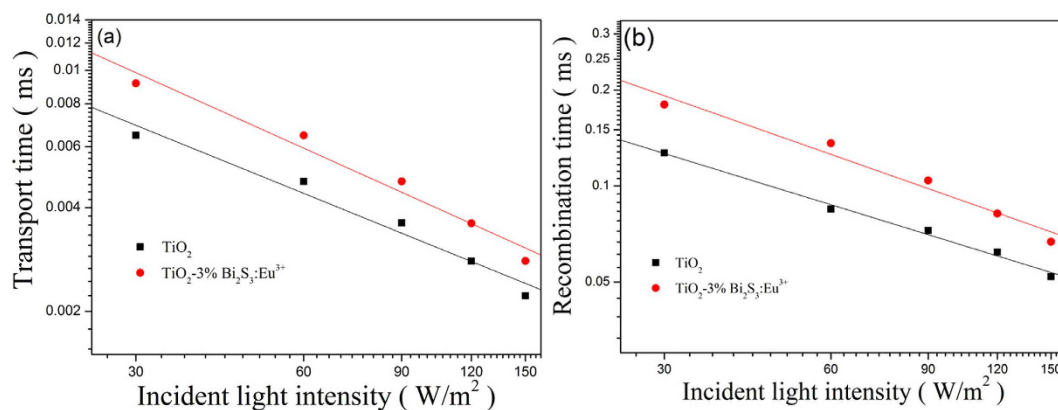 (a)
Transport time ( ms )
0.014
0.012
0.01
0.008
0.006
0.004
0.002
TiO₂
TiO₂-3% Bi₂S₃:Eu³⁺
30 60 90 120 150
Incident light intensity ( W/m² )
(b)
Recombination time ( ms )
0.3
0.2
0.15
0.1
0.05
TiO₂
TiO₂-3% Bi₂S₃:Eu³⁺
30 60 90 120 150
Incident light intensity ( W/m² )